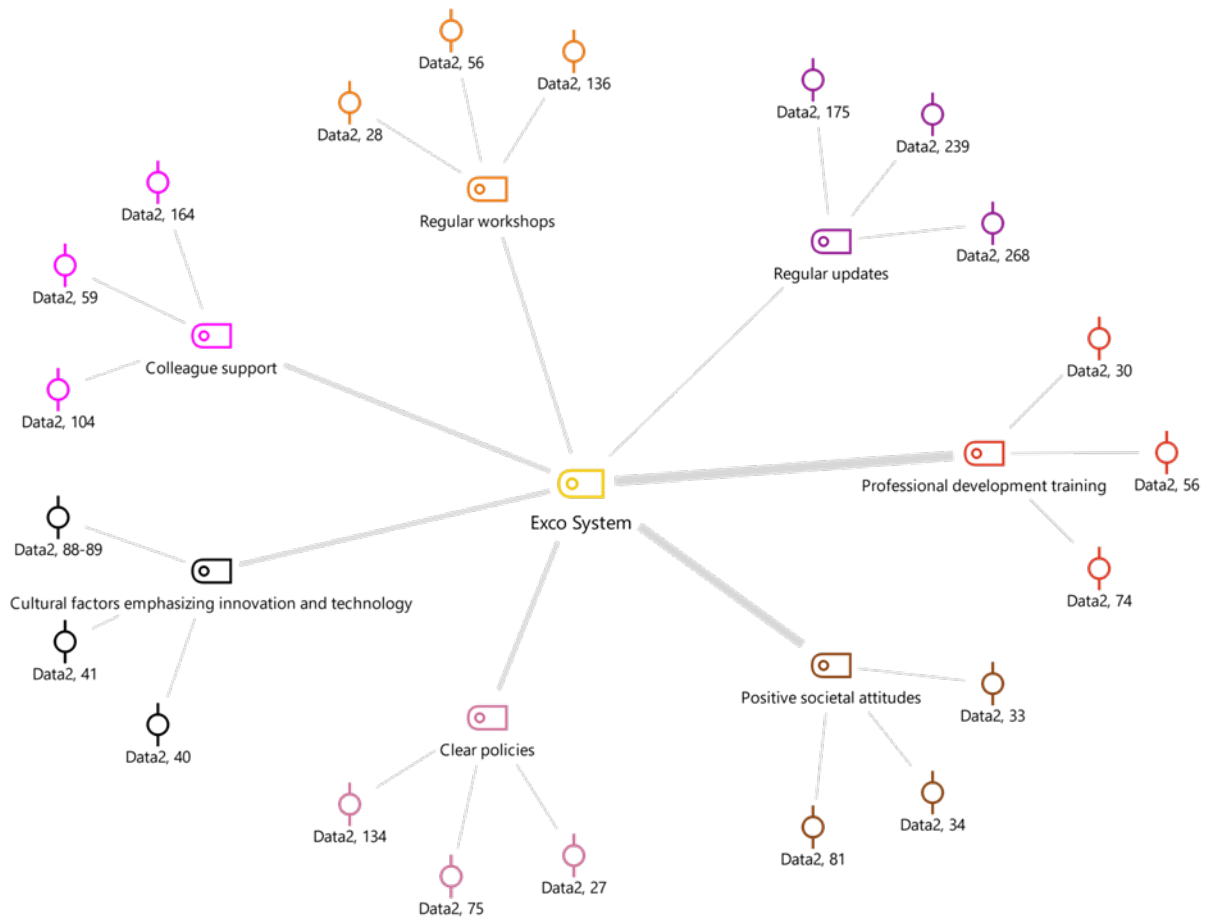 Data2, 56
Data2, 136
Data2, 28
Regular workshops
Data2, 175
Data2, 239
Data2, 268
Regular updates
Data2, 164
Data2, 59
Colleague support
Data2, 104
Data2, 30
Professional development training
Data2, 56
Data2, 74
Exco System
Data2, 88-89
Cultural factors emphasizing innovation and technology
Data2, 41
Data2, 40
Positive societal attitudes
Data2, 33
Data2, 34
Data2, 81
Clear policies
Data2, 134
Data2, 75
Data2, 27